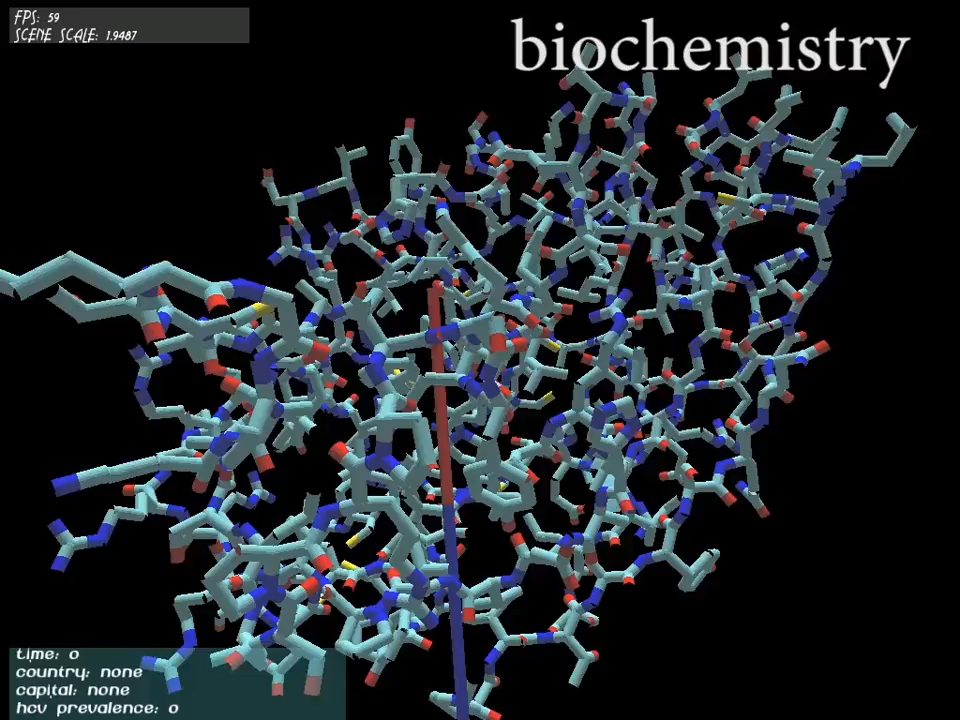 FPS: 59
SCENE SCALE: 1.9487
biochemistry
time: 0
country: none
capital: none
hcv prevalence: 0